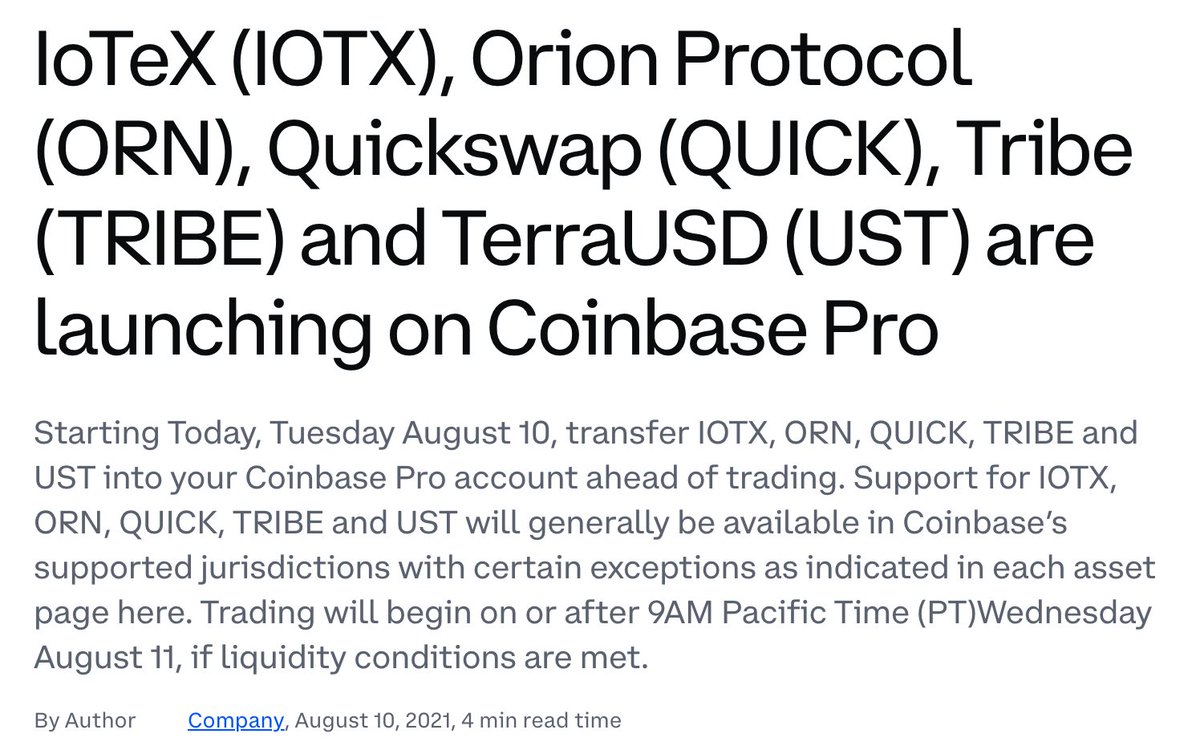 IoTeX (IOTX), Orion Protocol
(ORN), Quickswap (QUICK), Tribe
(TRIBE) and TerraUSD (UST) are
launching on Coinbase Pro
Starting Today, Tuesday August 10, transfer IOTX, ORN, QUICK, TRIBE and
UST into your Coinbase Pro account ahead of trading. Support for IOTX,
ORN, QUICK, TRIBE and UST will generally be available in Coinbase’s
supported jurisdictions with certain exceptions as indicated in each asset
page here. Trading will begin on or after 9AM Pacific Time (PT)Wednesday
August 11, if liquidity conditions are met.
By Author Company, August 10, 2021, 4 min read time